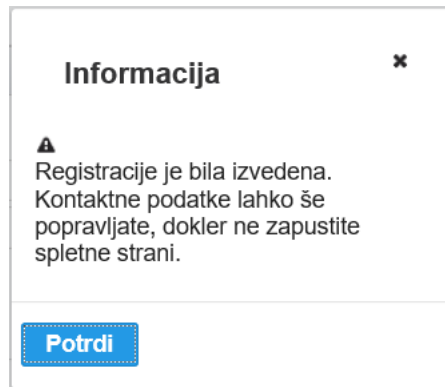 Informacija
Registracije je bila izvedena.
Kontaktne podatke lahko še
popravljate, dokler ne zapustite
spletne strani.
Potrdi